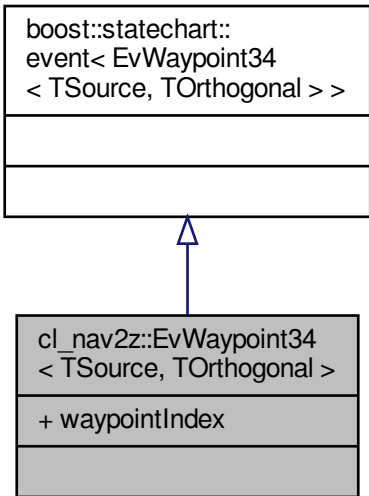 boost::statechart::
event< EvWaypoint34
< TSource, TOrthogonal > >
cl_nav2z::EvWaypoint34
< TSource, TOrthogonal >
+ waypointIndex